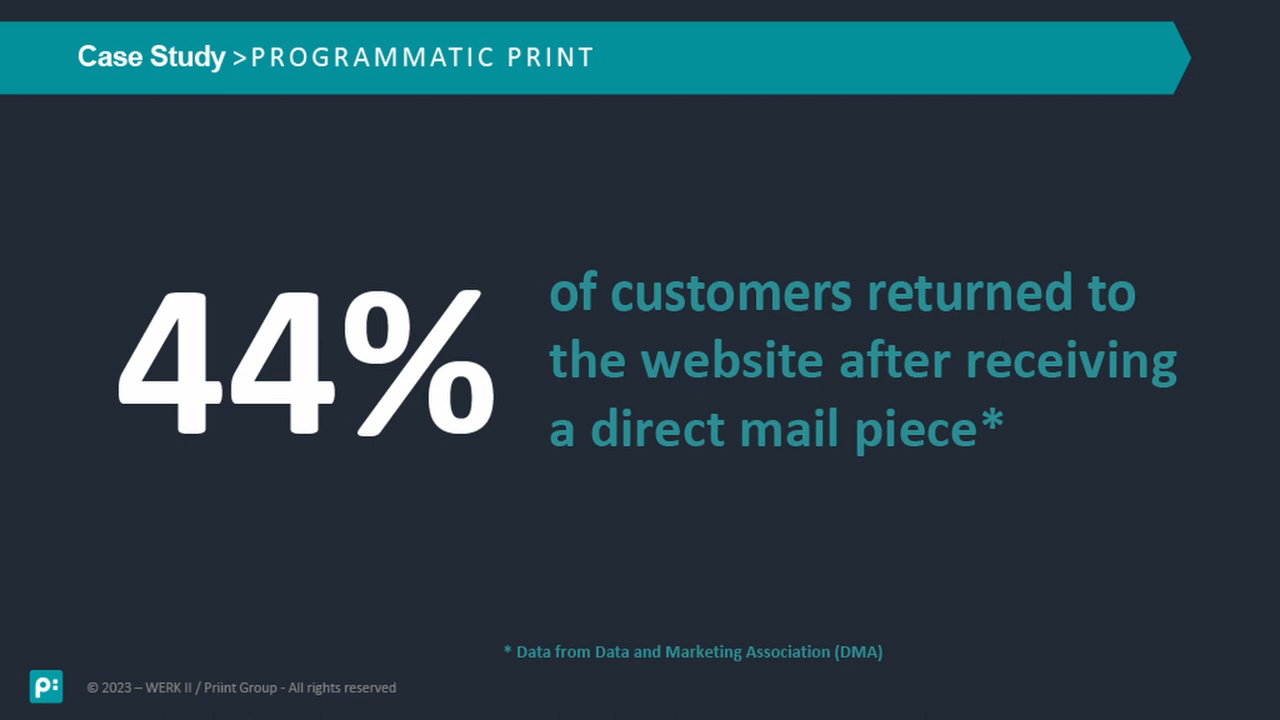 Case Study >PROGRAMMATIC PRINT
44%
of customers returned to
the website after receiving
a direct mail piece*
* Data from Data and Marketing Association (DMA)
p:
© 2023 – WERK II / Priint Group - All rights reserved